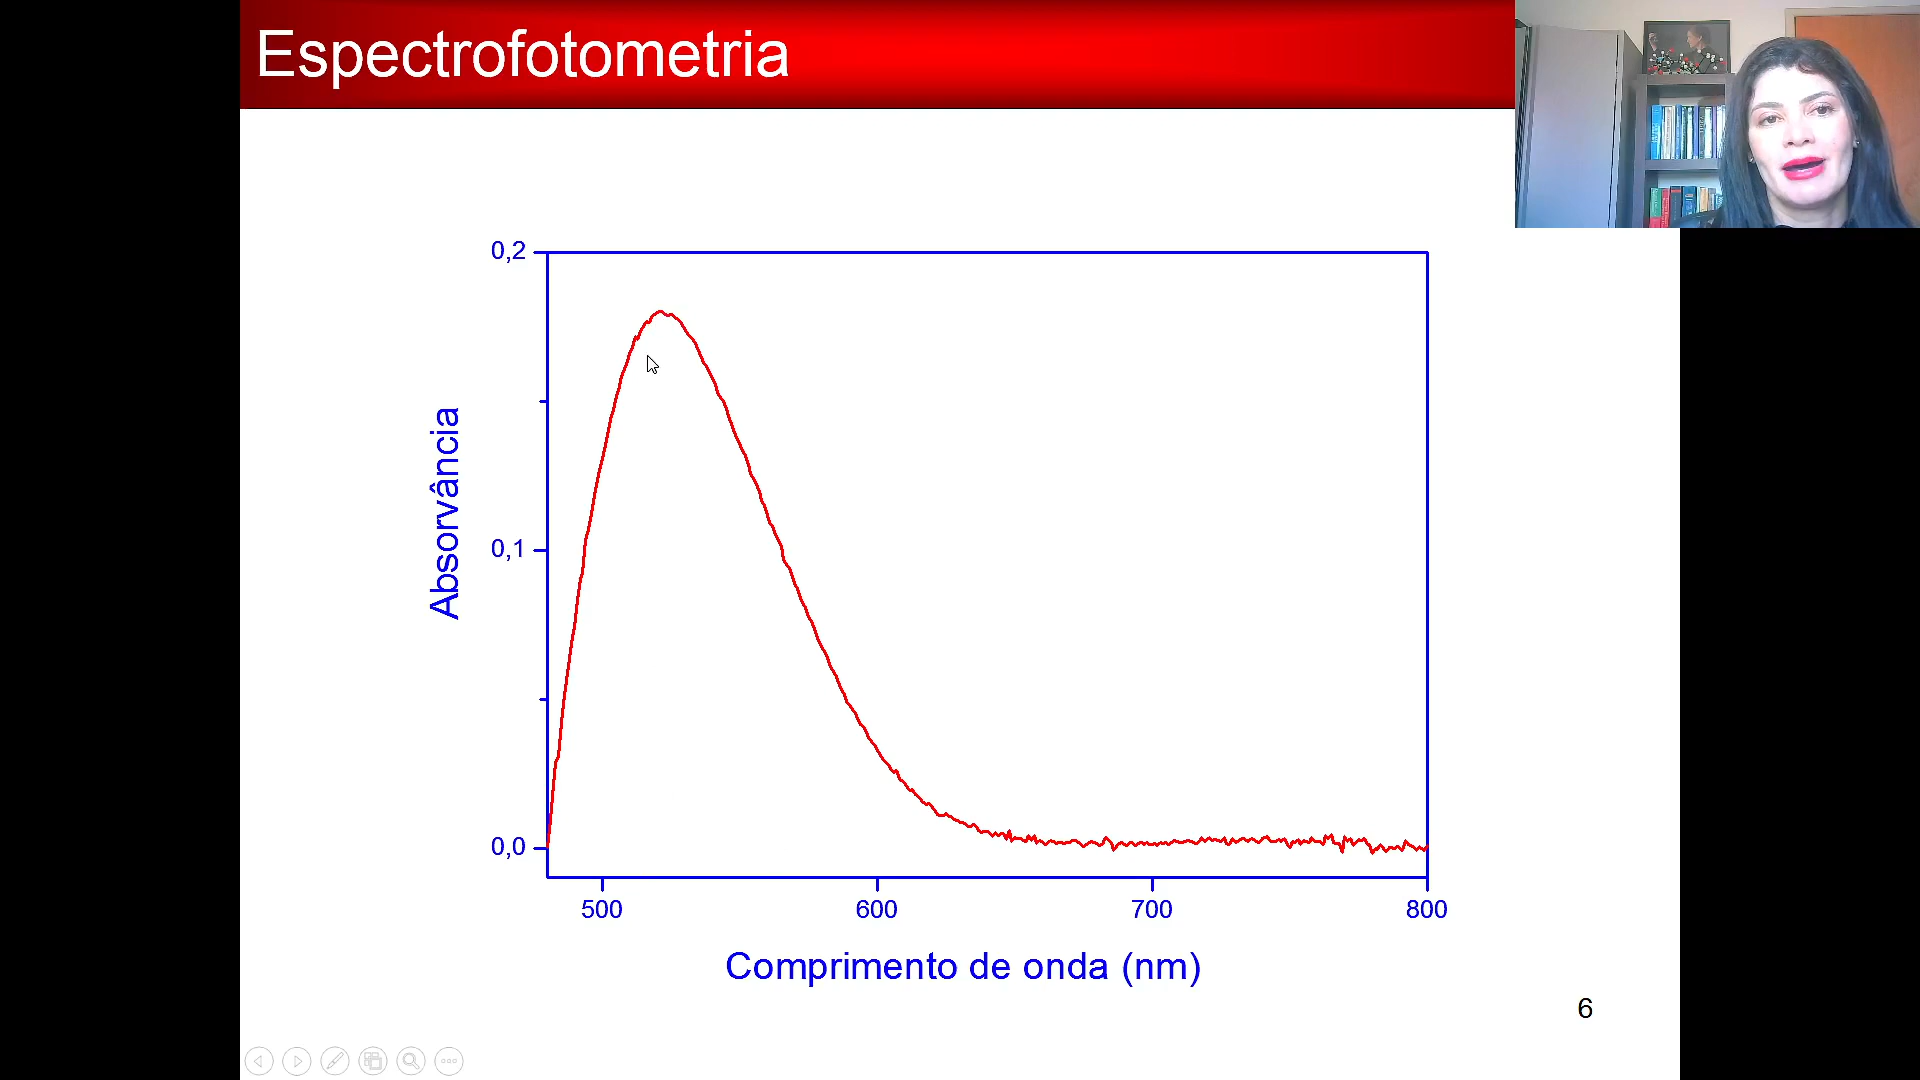 Espectrofotometria
0,2
0,1
0,0
Absorvância
500 600 700 800
Comprimento de onda (nm)
6